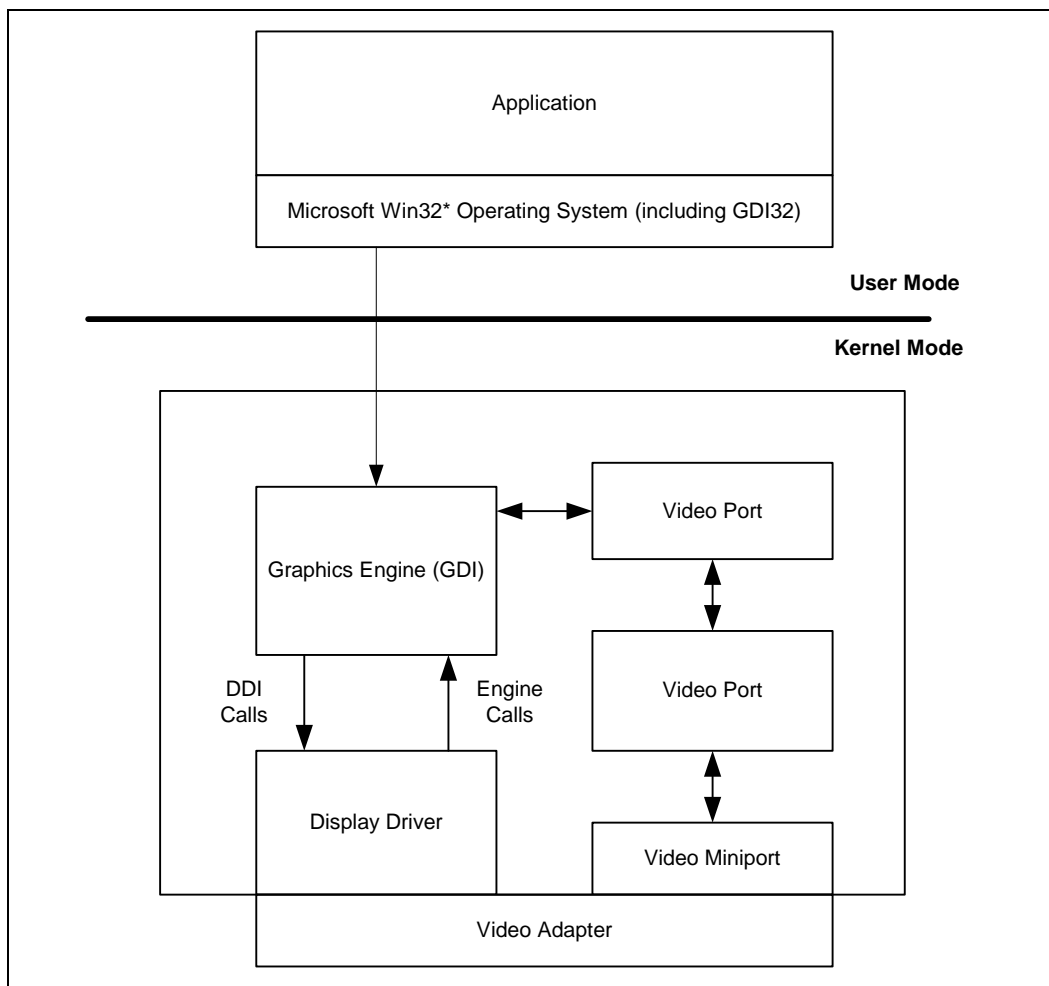 Application
Microsoft Win32* Operating System (including GDI32)
User Mode
Kernel Mode
Video Port
Graphics Engine (GDI)
DDI
Calls
Engine
Calls
Video Port
Display Driver
Video Miniport
Video Adapter